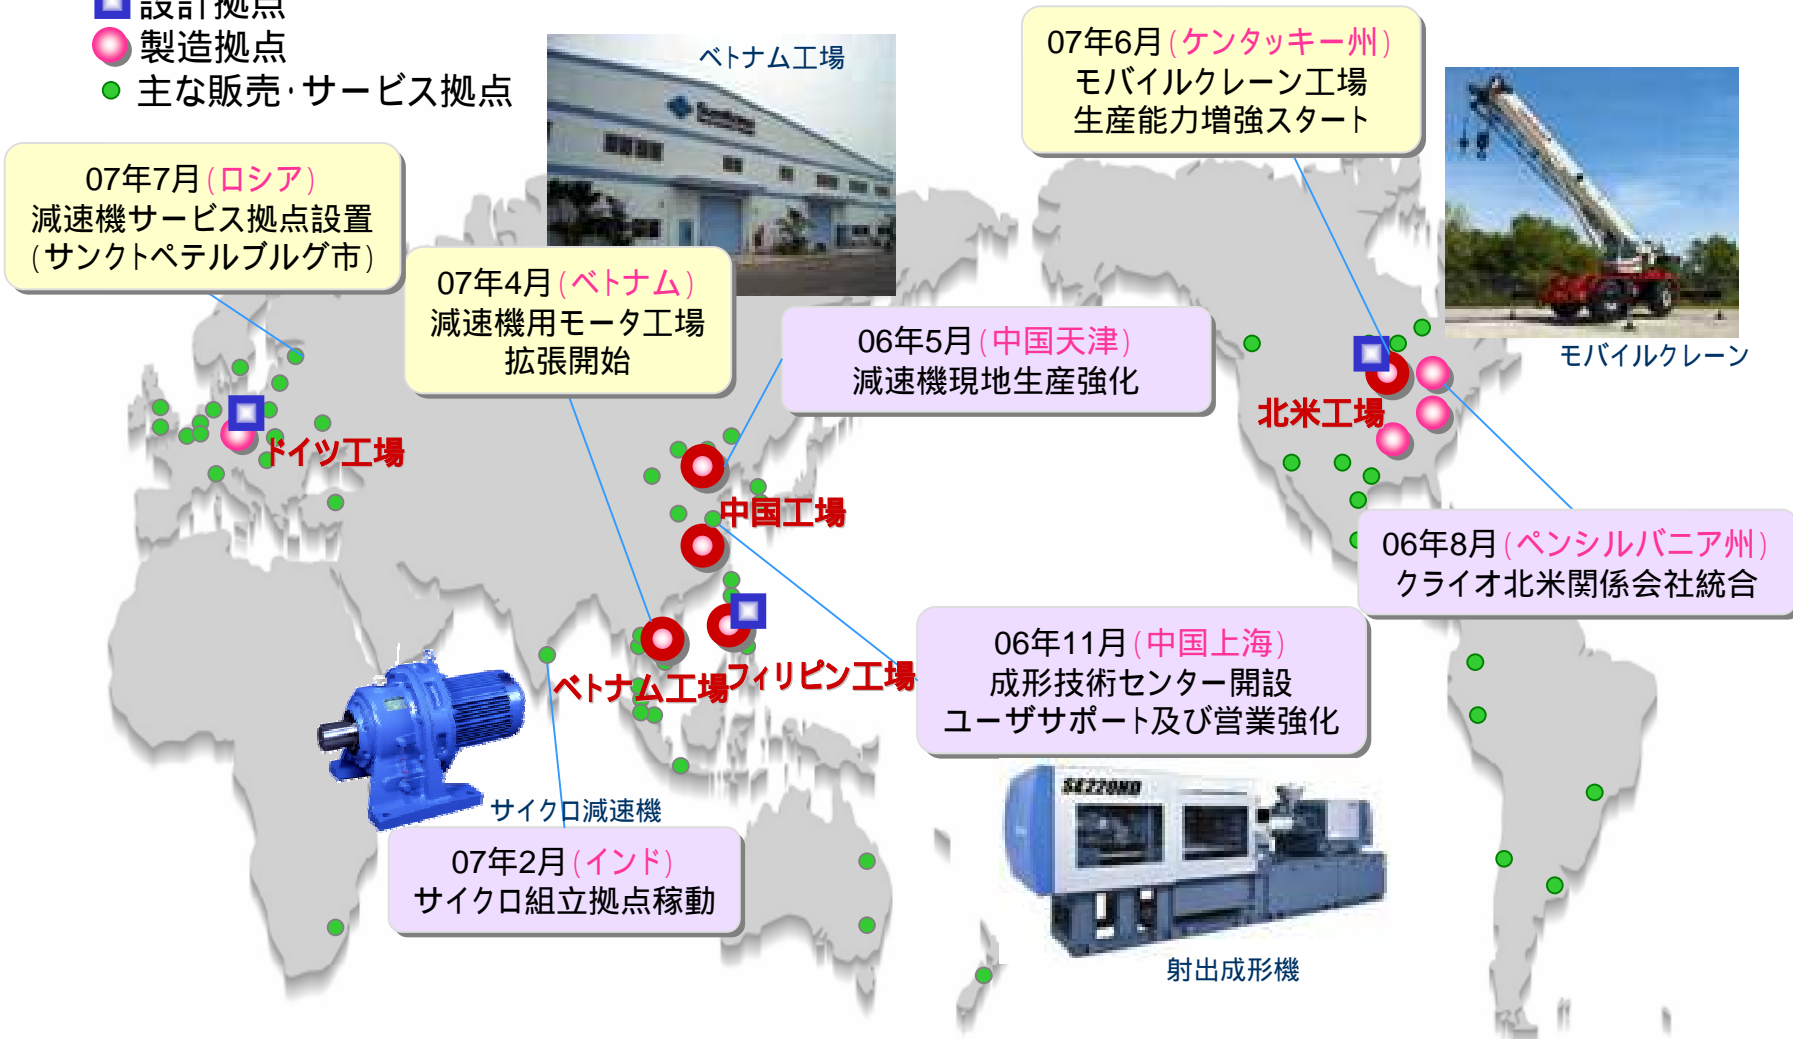 設計拠点
製造拠点
主な販売・サービス拠点
ベトナム工場
07年6月(ケンタッキー州)
モバイルクレーン工場
生産能力増強スタート
モバイルクレーン
07年7月(ロシア)
減速機サービス拠点設置
(サンクトペテルブルグ市)
07年4月(ベトナム)
減速機用モータ工場
拡張開始
06年5月(中国天津)
減速機現地生産強化
北米工場
ドイツ工場
中国工場
06年8月(ペンシルバニア州)
クライオ北米関係会社統合
06年11月(中国上海)
成形技術センター開設
ユーザサポート及び営業強化
ベトナム工場
フィリピン工場
サイクロ減速機
07年2月(インド)
サイクロ組立拠点稼動
SE220HD
射出成形機